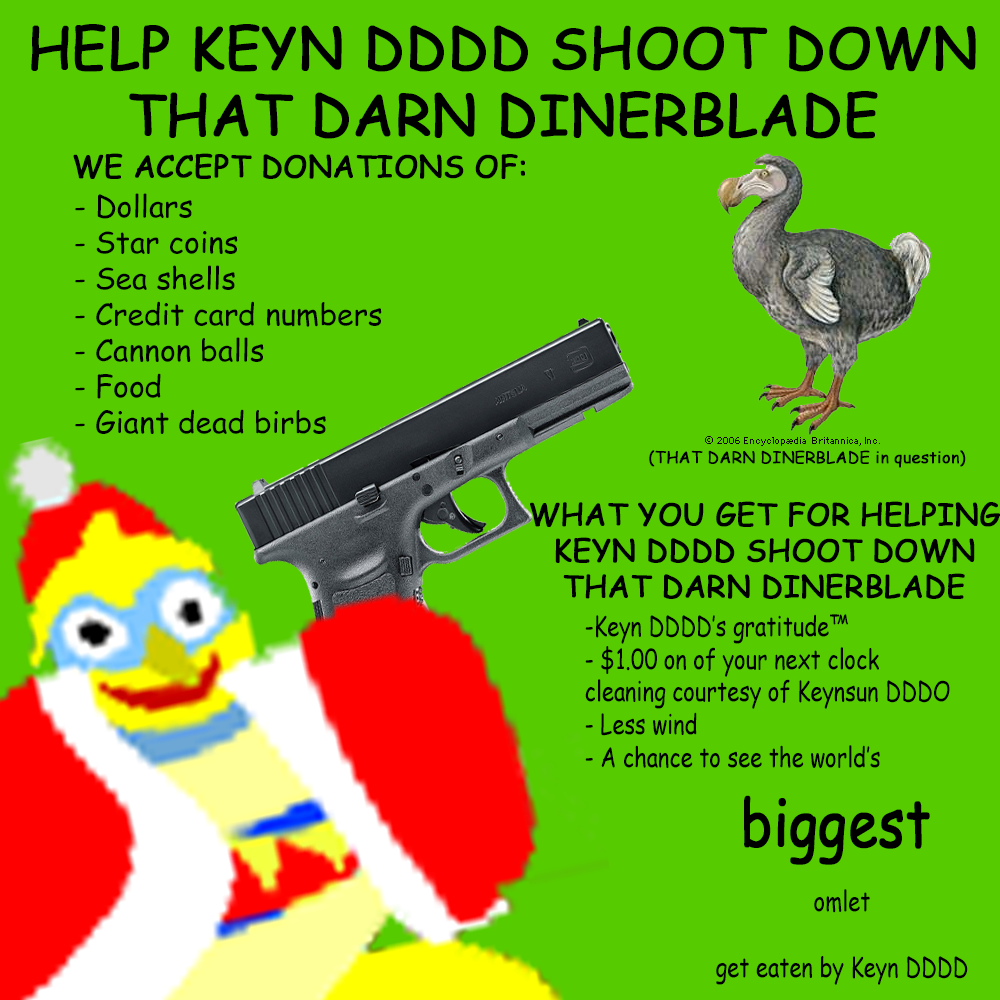 HELP KEYN DDDD SHOOT DOWN
THAT DARN DINERBLADE
WE ACCEPT DONATIONS OF:
- Dollars
- Star coins
- Sea shells
- Credit card numbers
- Cannon balls
- Food
- Giant dead birbs
© 2006 Encyclopædia Britannica, Inc.
(THAT DARN DINERBLADE in question)
WHAT YOU GET FOR HELPING
KEYN DDDD SHOOT DOWN
THAT DARN DINERBLADE
-Keyn DDDD's gratitude™
- $1.00 on of your next clock
cleaning courtesy of Keynsun DDDO
- Less wind
- A chance to see the world's
biggest
omlet
get eaten by Keyn DDDD